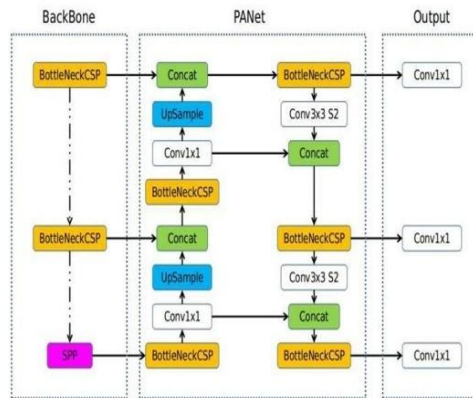 BackBone PANet Output
BottleNeckCSP Concat BottleNeckCSP Conv1x1
UpSample Conv3x3 S2
Conv1x1 Concat
BottleNeckCSP
BottleNeckCSP Concat BottleNeckCSP Conv1x1
UpSample Conv3x3 S2
Conv1x1 Concat
SPP BottleNeckCSP BottleNeckCSP Conv1x1